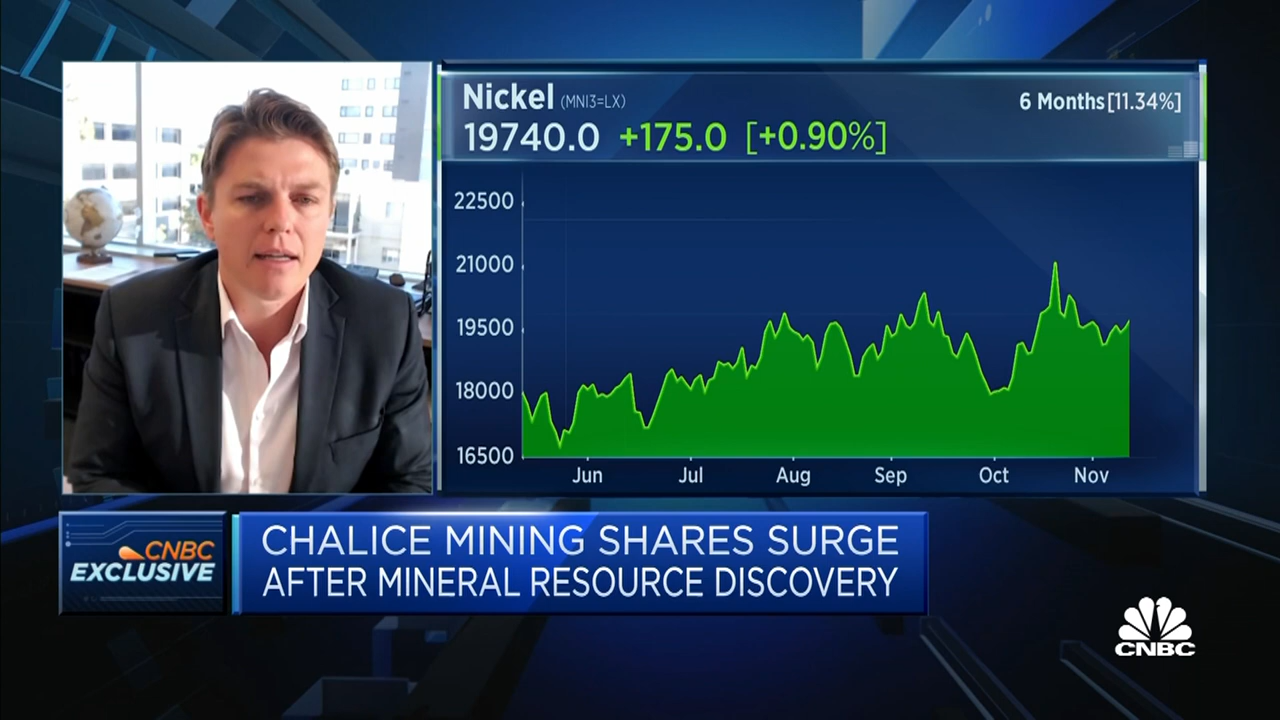 Nickel (MNI3=LX)
6 Months[11.34%]
19740.0 +175.0 [+0.90%]
22500
21000
19500
18000
16500
Jun Jul Aug Sep Oct Nov
CNBC
EXCLUSIVE
CHALICE MINING SHARES SURGE
AFTER MINERAL RESOURCE DISCOVERY
CNBC